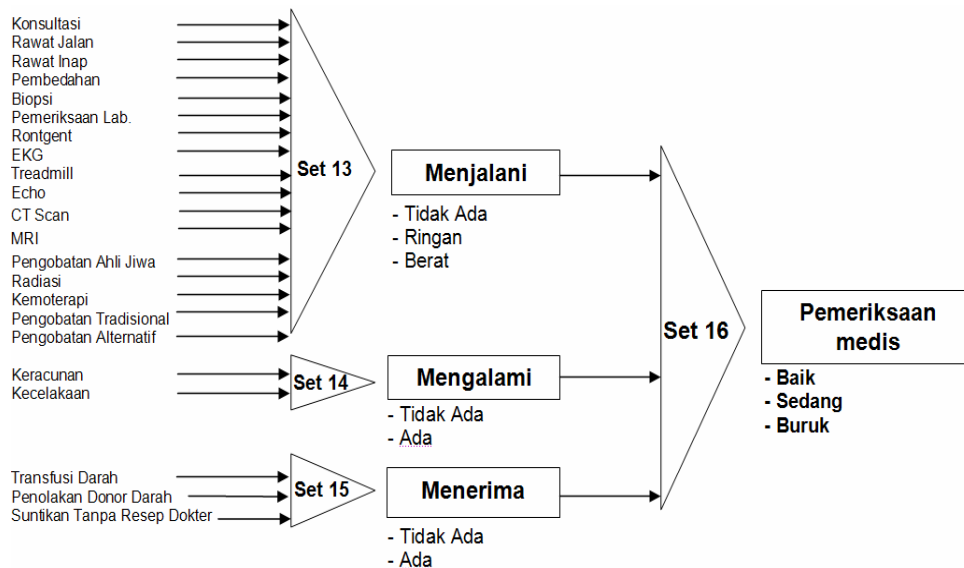 Konsultasi
Rawat Jalan
Rawat Inap
Pembedahan
Biopsi
Pemeriksaan Lab.
Rontgent
EKG
Treadmill
Echo
CT Scan
MRI
Pengobatan Ahli Jiwa
Radiasi
Kemoterapi
Pengobatan Tradisional
Pengobatan Alternatif
Set 13
Menjalani
- Tidak Ada
- Ringan
- Berat
Keracunan
Kecelakaan
Set 14
Mengalami
- Tidak Ada
- Ada
Transfusi Darah
Penolakan Donor Darah
Suntikan Tanpa Resep Dokter
Set 15
Menerima
- Tidak Ada
- Ada
Set 16
Pemeriksaan
medis
- Baik
- Sedang
- Buruk